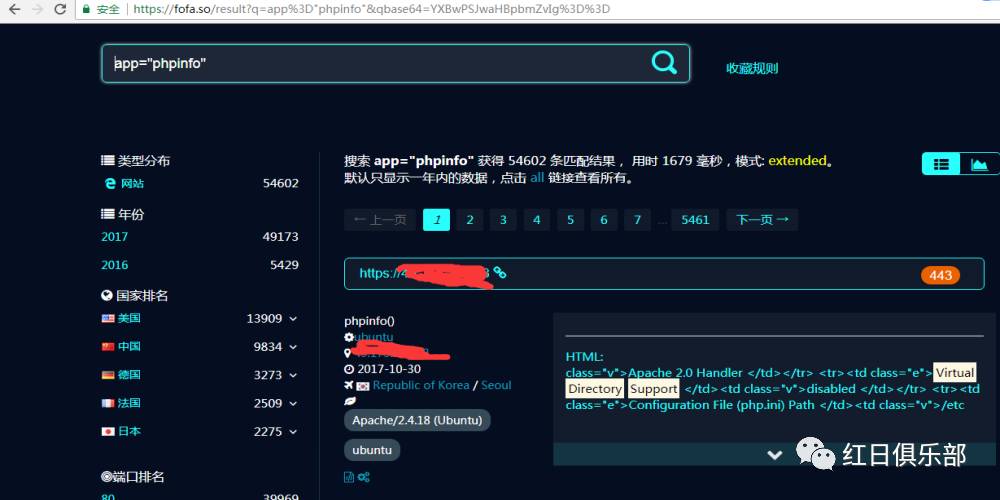 安全 https://fofa.so/result?q=app%3D"phpinfo"&qbase64=YXBwPSJwaHBpbmZvIg%3D%3D
app="phpinfo"
收藏规则
类型分布
网站 54602
年份
2017 49173
2016 5429
国家排名
美国 13909
中国 9834
德国 3273
法国 2509
日本 2275
端口排名
80 39969
搜索 app="phpinfo" 获得 54602 条匹配结果，用时 1679 毫秒，模式: extended。
默认只显示一年内的数据，点击 all 链接查看所有。
← 上一页 1 2 3 4 5 6 7 ... 5461 下一页 →
https:// 443
phpinfo()
ubuntu
2017-10-30
Republic of Korea / Seoul
Apache/2.4.18 (Ubuntu)
ubuntu
HTML:
class="v">Apache 2.0 Handler </td></tr> <tr><td class="e">Virtual
Directory Support </td><td class="v">disabled </td></tr> <tr><td
class="e">Configuration File (php.ini) Path </td><td class="v">/etc
红日俱乐部